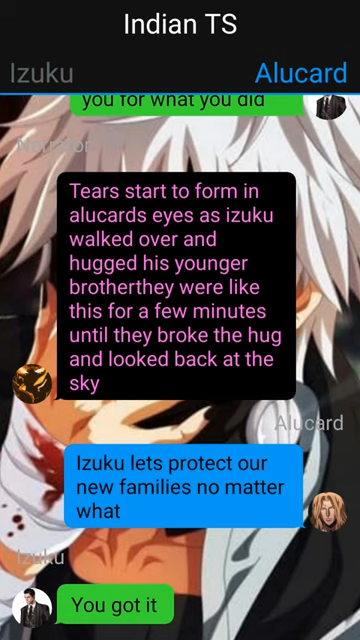 Indian TS
Izuku
Alucard
you for what you did
Narrator
Tears start to form in
alucards eyes as izuku
walked over and
hugged his younger
brotherthey were like
this for a few minutes
until they broke the hug
and looked back at the
sky
Alucard
Izuku lets protect our
new families no matter
what
Izuku
You got it